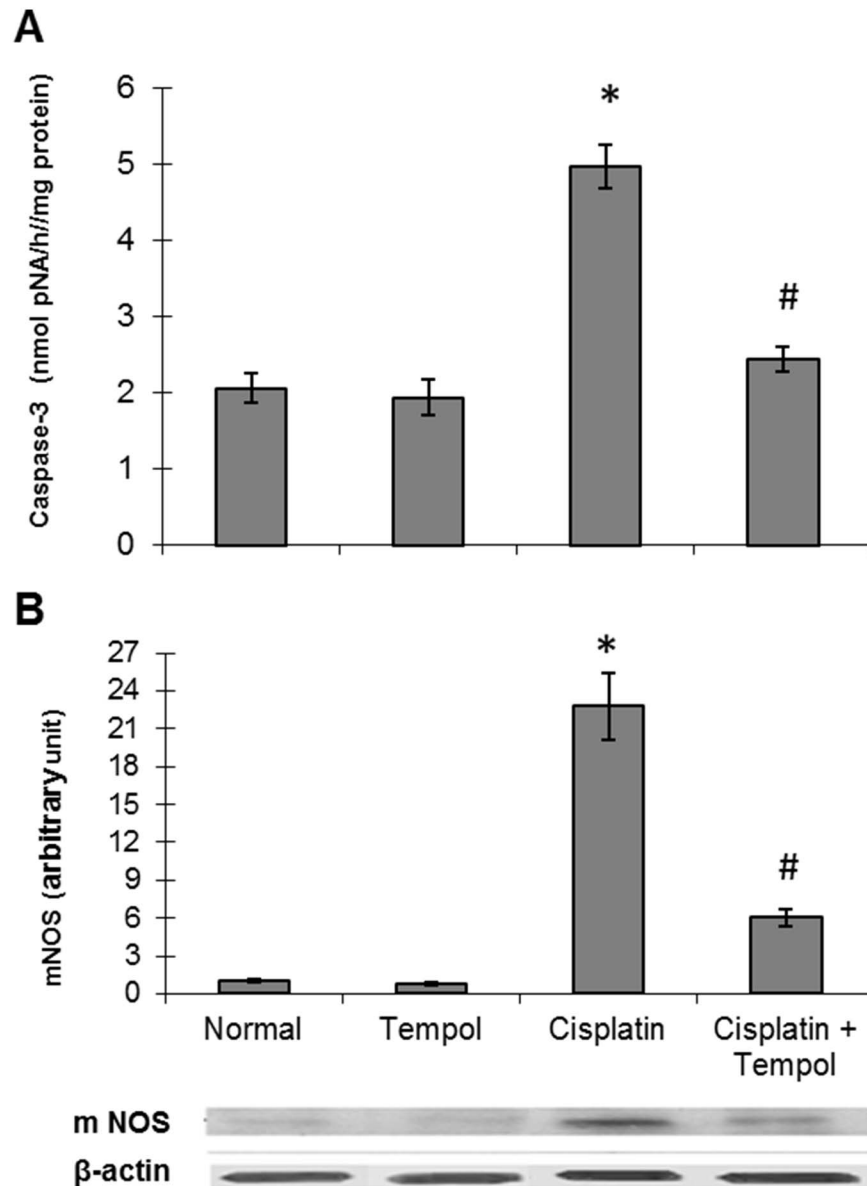 A
Caspase-3 (nmol pNA/h//mg protein)
6
5
4
3
2
1
0
*
#
B
mNOS (arbitrary unit)
27
24
21
18
15
12
9
6
3
0
*
#
Normal
Tempol
Cisplatin
Cisplatin +
Tempol
m NOS
β-actin